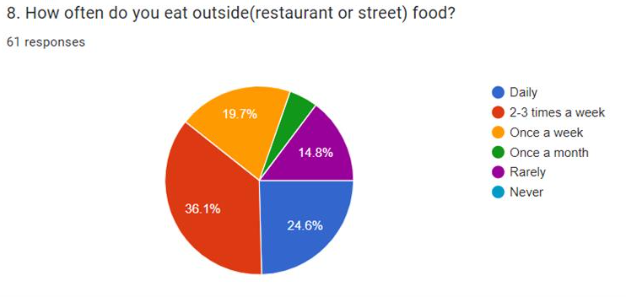 8. How often do you eat outside(restaurant or street) food?
61 responses
19.7%
14.8%
36.1%
24.6%
Daily
2-3 times a week
Once a week
Once a month
Rarely
Never